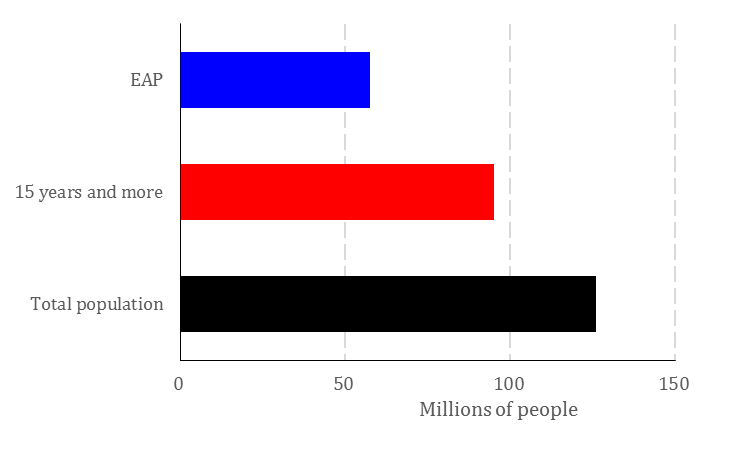 EAP
15 years and more
Total population
0 50 100 150
Millions of people